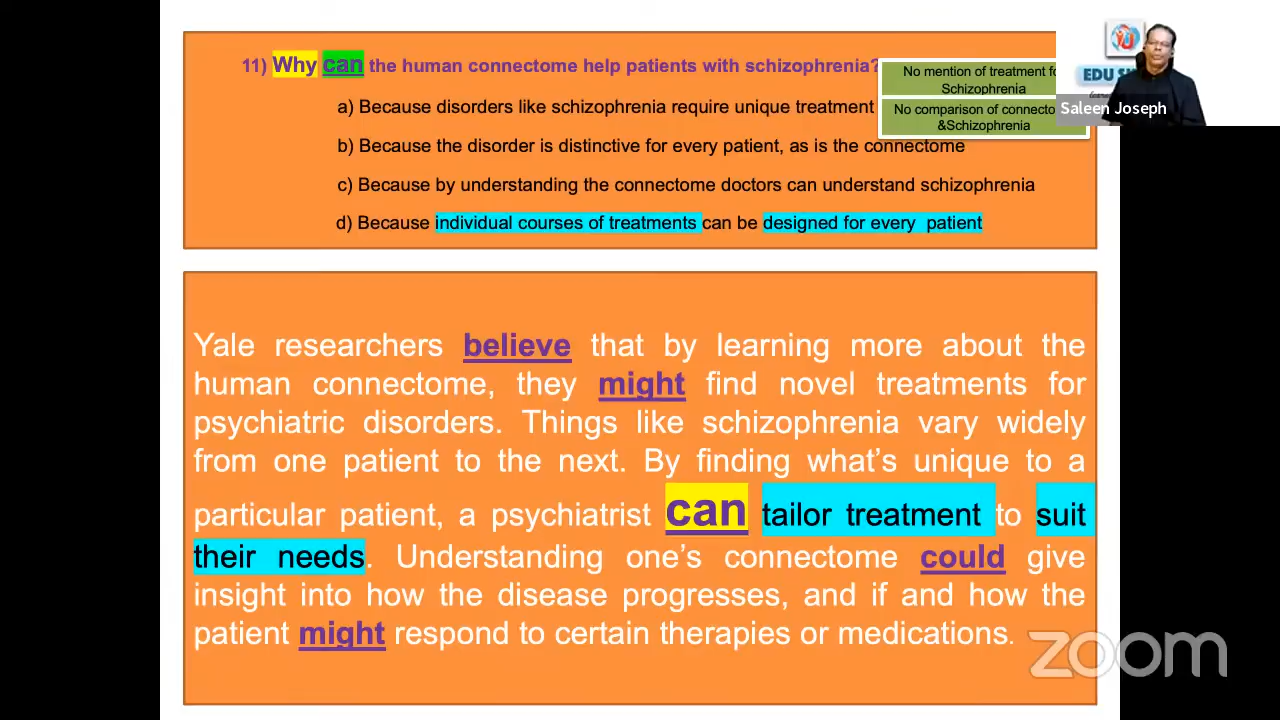 11) Why can the human connectome help patients with schizophrenia?
a) Because disorders like schizophrenia require unique treatment
b) Because the disorder is distinctive for every patient, as is the connectome
c) Because by understanding the connectome doctors can understand schizophrenia
d) Because individual courses of treatments can be designed for every patient
No mention of treatment fo
Schizophrenia
No comparison of connecto
&Schizophrenia
EDU
Saleen Joseph
Yale researchers believe that by learning more about the
human connectome, they might find novel treatments for
psychiatric disorders. Things like schizophrenia vary widely
from one patient to the next. By finding what's unique to a
particular patient, a psychiatrist can tailor treatment to suit
their needs. Understanding one's connectome could give
insight into how the disease progresses, and if and how the
patient might respond to certain therapies or medications.
zoom